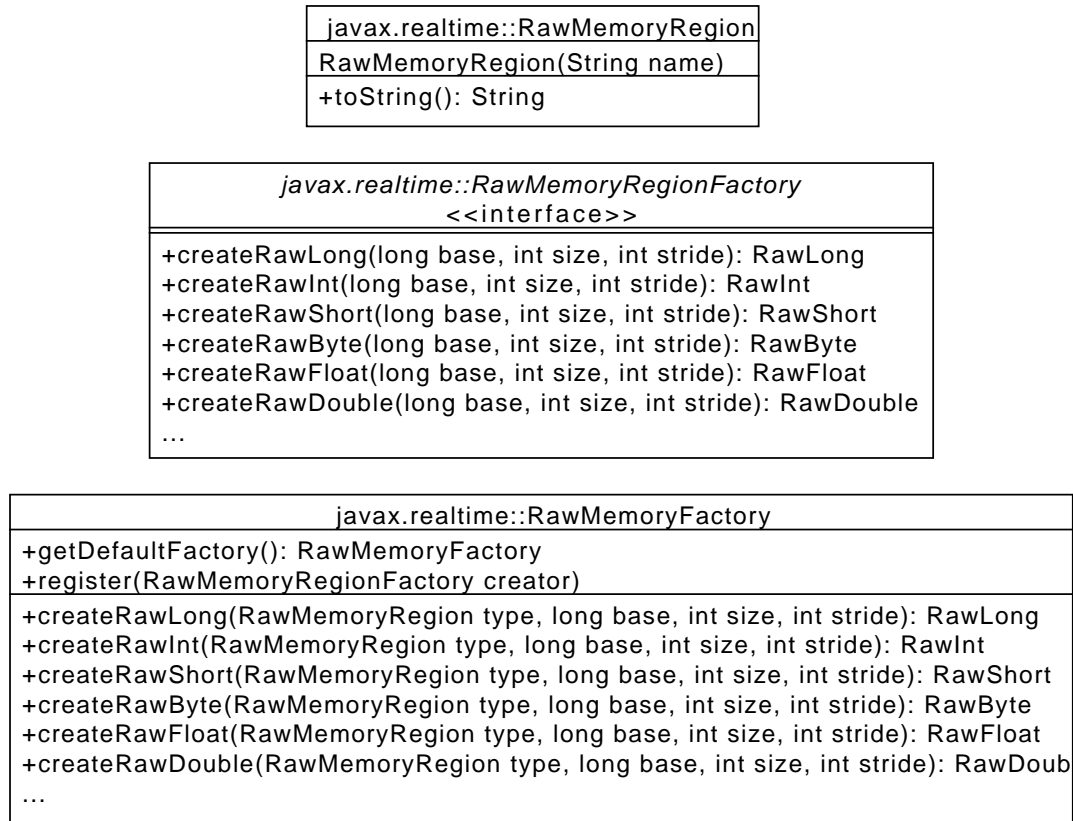 javax.realtime::RawMemoryRegion
RawMemoryRegion(String name)
+toString(): String
javax.realtime::RawMemoryRegionFactory
<<interface>>
+createRawLong(long base, int size, int stride): RawLong
+createRawInt(long base, int size, int stride): RawInt
+createRawShort(long base, int size, int stride): RawShort
+createRawByte(long base, int size, int stride): RawByte
+createRawFloat(long base, int size, int stride): RawFloat
+createRawDouble(long base, int size, int stride): RawDouble
...
javax.realtime::RawMemoryFactory
+getDefaultFactory(): RawMemoryFactory
+register(RawMemoryRegionFactory creator)
+createRawLong(RawMemoryRegion type, long base, int size, int stride): RawLong
+createRawInt(RawMemoryRegion type, long base, int size, int stride): RawInt
+createRawShort(RawMemoryRegion type, long base, int size, int stride): RawShort
+createRawByte(RawMemoryRegion type, long base, int size, int stride): RawByte
+createRawFloat(RawMemoryRegion type, long base, int size, int stride): RawFloat
+createRawDouble(RawMemoryRegion type, long base, int size, int stride): RawDoub
...